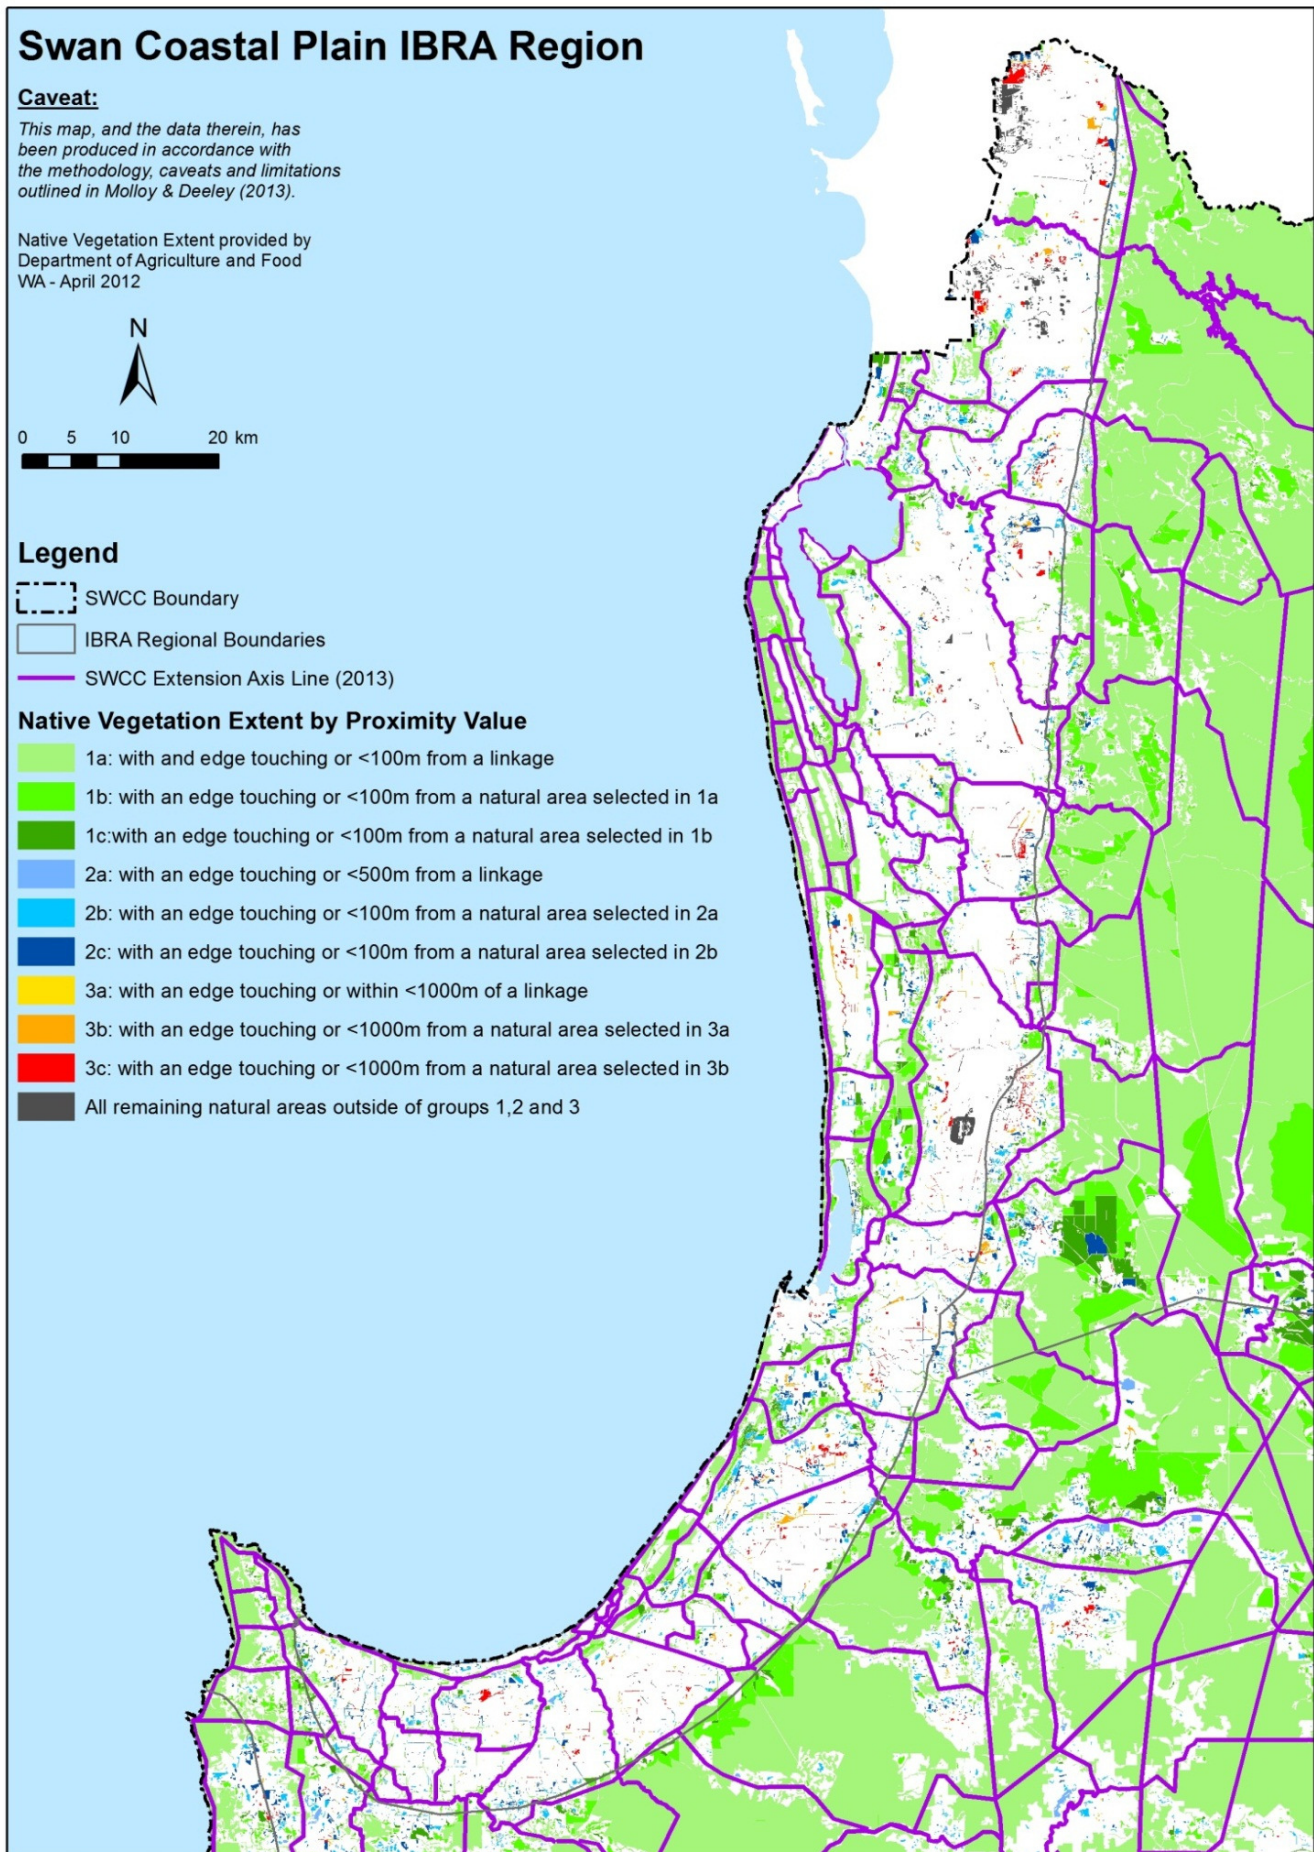 Swan Coastal Plain IBRA Region
Caveat:
This map, and the data therein, has
been produced in accordance with
the methodology, caveats and limitations
outlined in Molloy & Deeley (2013).
Native Vegetation Extent provided by
Department of Agriculture and Food
WA - April 2012
N
0 5 10 20 km
Legend
SWCC Boundary
IBRA Regional Boundaries
SWCC Extension Axis Line (2013)
Native Vegetation Extent by Proximity Value
1a: with and edge touching or <100m from a linkage
1b: with an edge touching or <100m from a natural area selected in 1a
1c:with an edge touching or <100m from a natural area selected in 1b
2a: with an edge touching or <500m from a linkage
2b: with an edge touching or <100m from a natural area selected in 2a
2c: with an edge touching or <100m from a natural area selected in 2b
3a: with an edge touching or within <1000m of a linkage
3b: with an edge touching or <1000m from a natural area selected in 3a
3c: with an edge touching or <1000m from a natural area selected in 3b
All remaining natural areas outside of groups 1,2 and 3